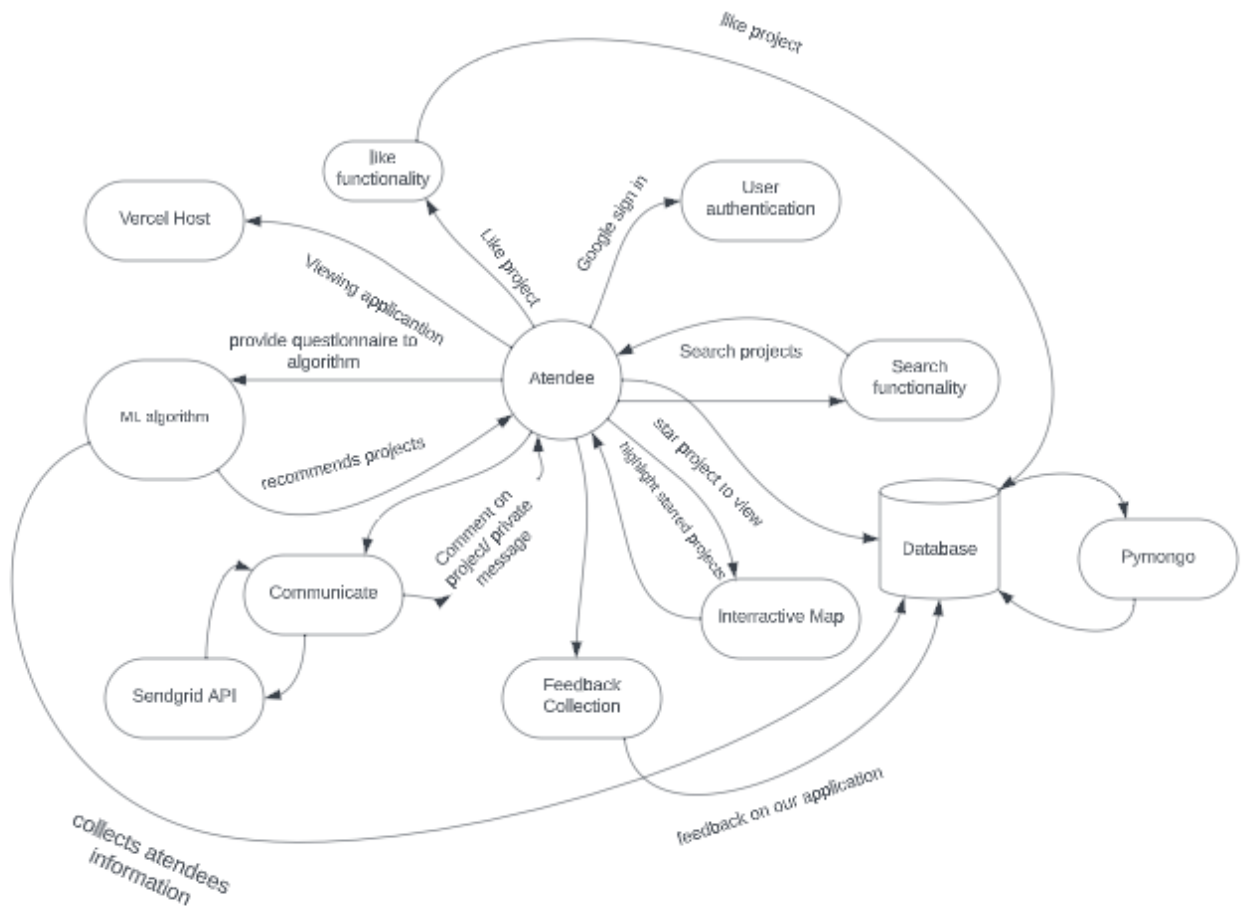 like project
like
functionality
User
authentication
Vercel Host
Google sign in
Like project
Viewing applicantion
provide questionnaire to
algorithm
Search projects
Atendee
Search
functionality
ML algorithm
recommends projects
star project to view
highlight starred projects
Comment on
project/ private
message
Database
Pymongo
Communicate
Interractive Map
Sendgrid API
Feedback
Collection
feedback on our application
collects atendees
information